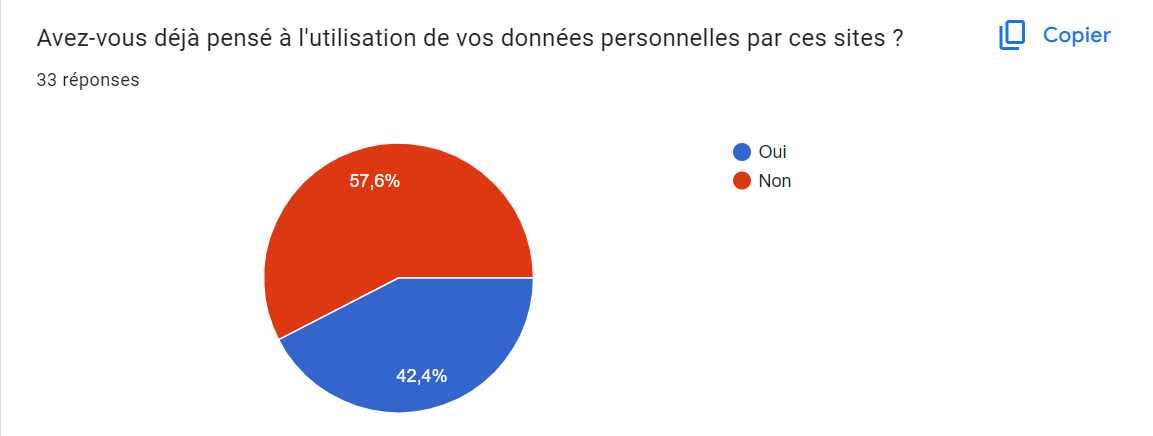 Avez-vous déjà pensé à l'utilisation de vos données personnelles par ces sites ?
Copier
33 réponses
Oui
Non
57,6%
42,4%